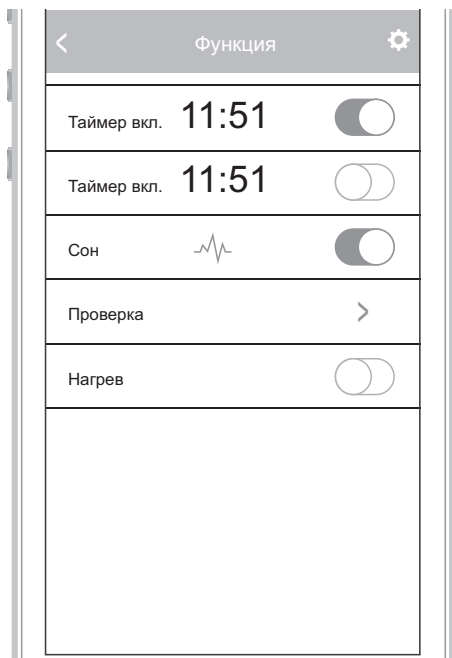 Функция
Таймер вкл. 11:51
Таймер вкл. 11:51
Сон
Проверка
Нагрев